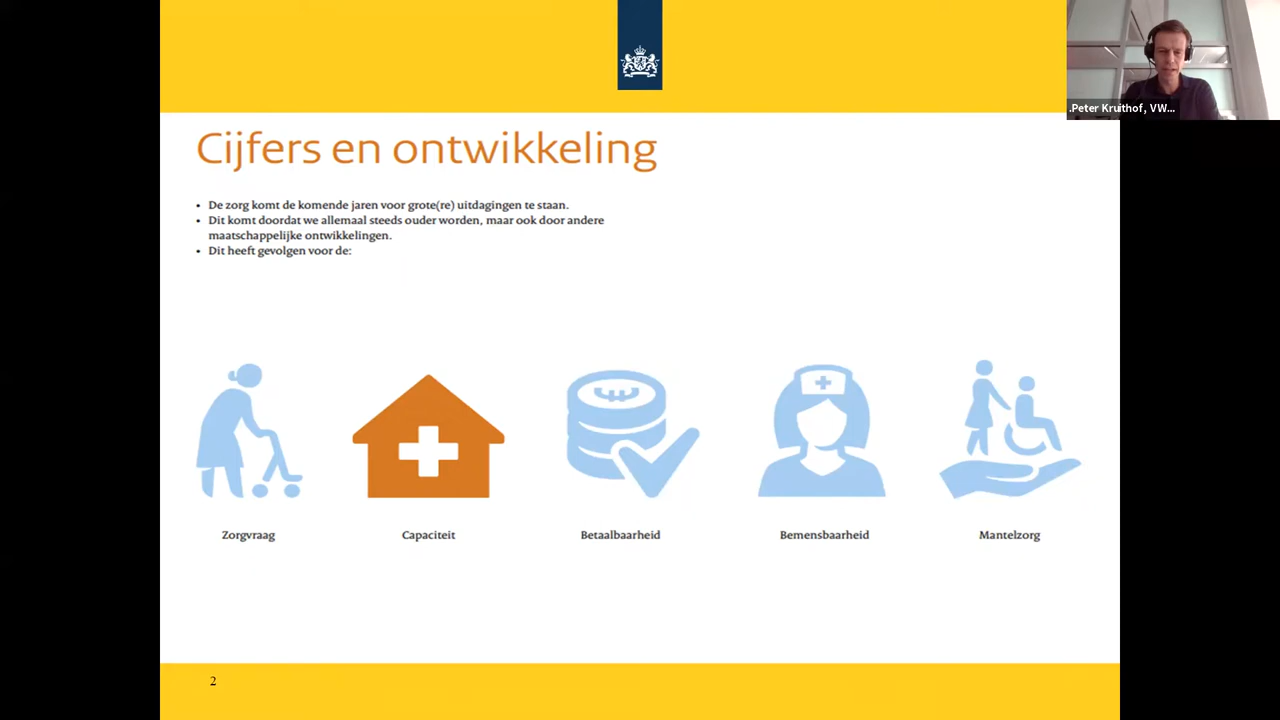 .Peter Kruithof, VW...
Cijfers en ontwikkeling
• De zorg komt de komende jaren voor grote(re) uitdagingen te staan.
• Dit komt doordat we allemaal steeds ouder worden, maar ook door andere
maatschappelijke ontwikkelingen.
• Dit heeft gevolgen voor de:
Zorgvraag
Capaciteit
Betaalbaarheid
Bemensbaarheid
Mantelzorg
2